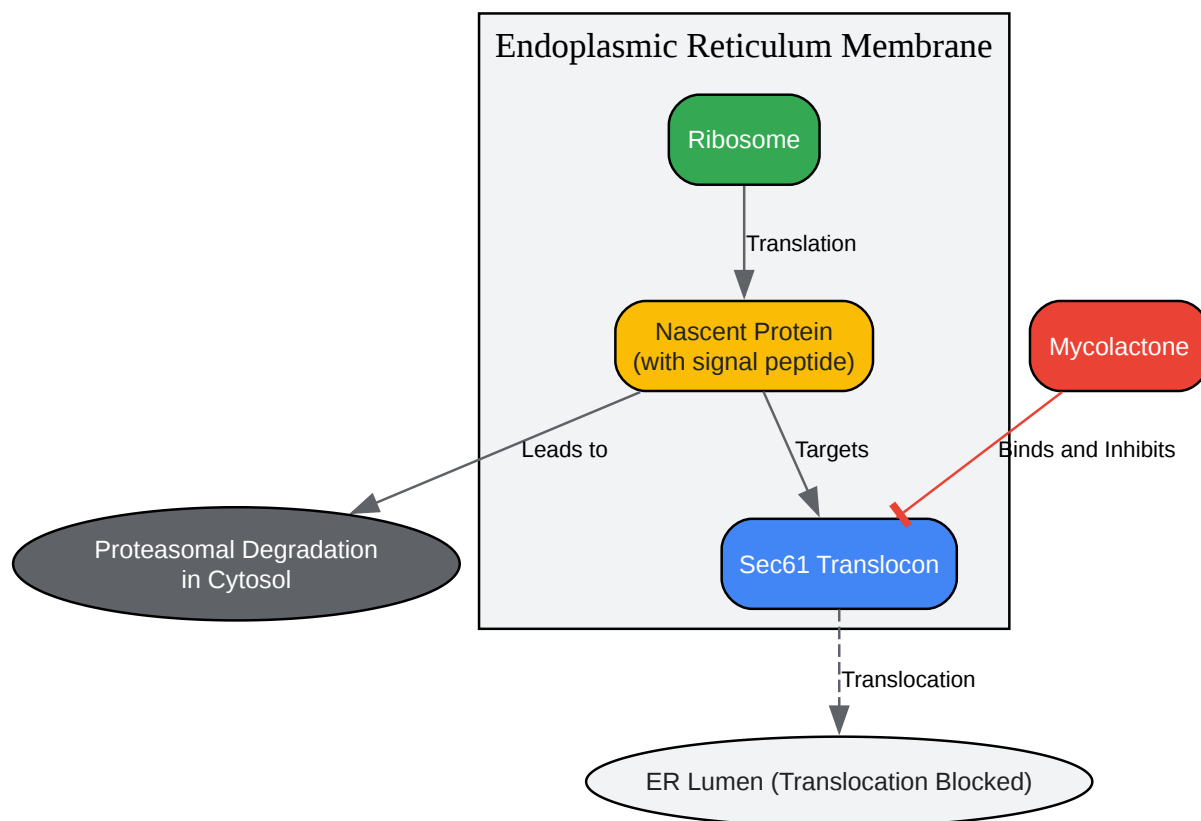 Endoplasmic Reticulum Membrane
Ribosome
Translation
Nascent Protein
(with signal peptide)
Mycolactone
Leads to
Targets
Binds and Inhibits
Proteasomal Degradation
in Cytosol
Sec61 Translocon
Translocation
ER Lumen (Translocation Blocked)